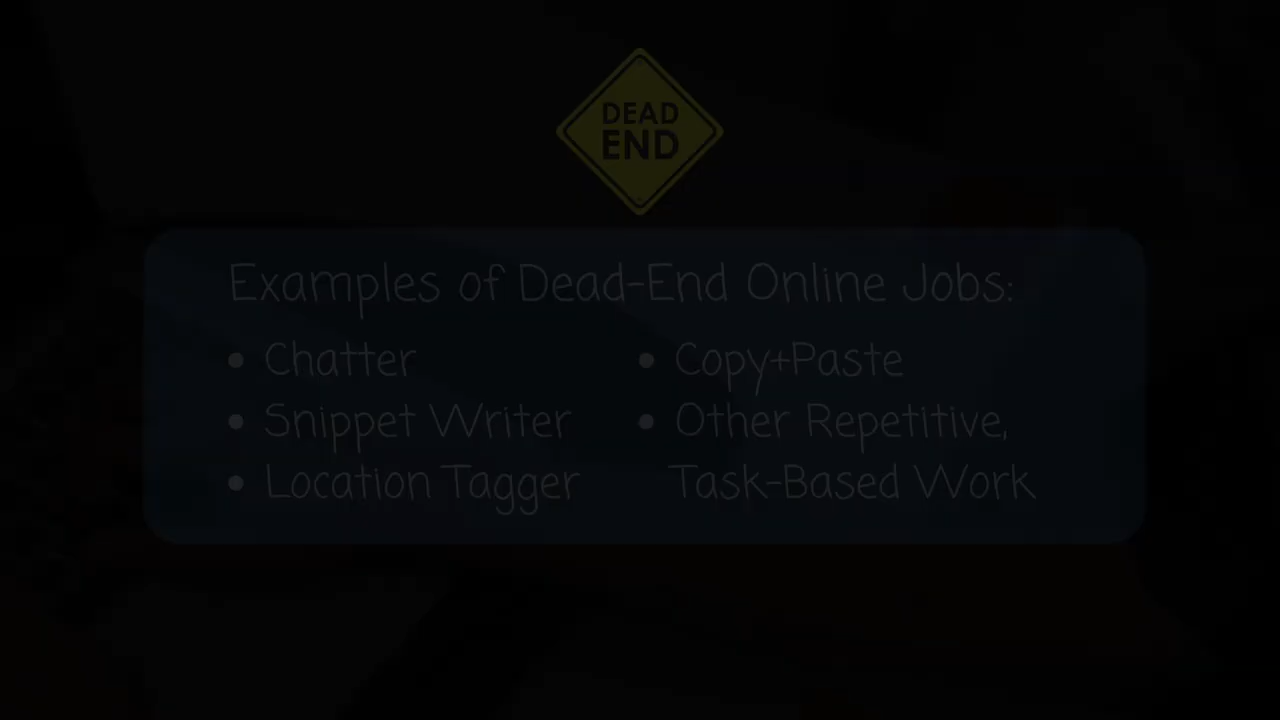 DEAD
END
Examples of Dead-End Online Jobs:
• Chatter
• Snippet Writer
• Location Tagger
• Copy+Paste
• Other Repetitive,
Task-Based Work